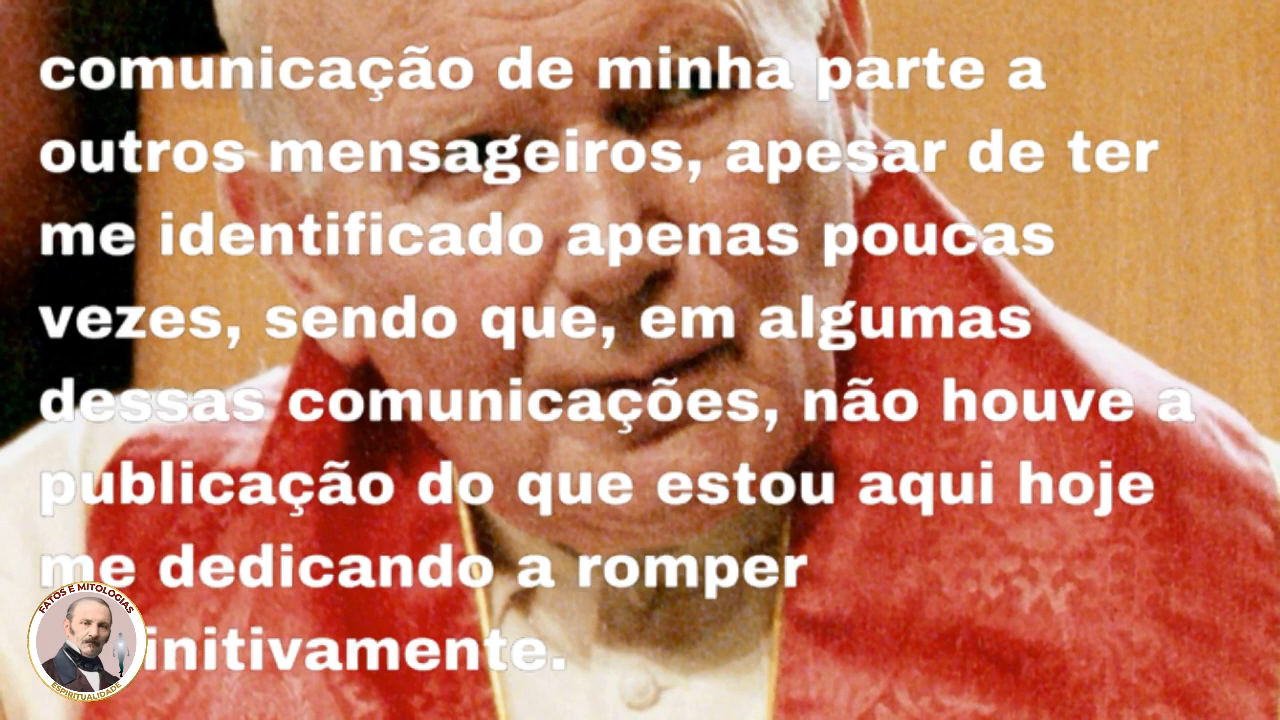 comunicação de minha parte a
outros mensageiros, apesar de ter
me identificado apenas poucas
vezes, sendo que, em algumas
dessas comunicações, não houve a
publicação do que estou aqui hoje
me dedicando a romper
initivamente.
FATOS E MITOLOGIAS
ESPIRITUALIDADE